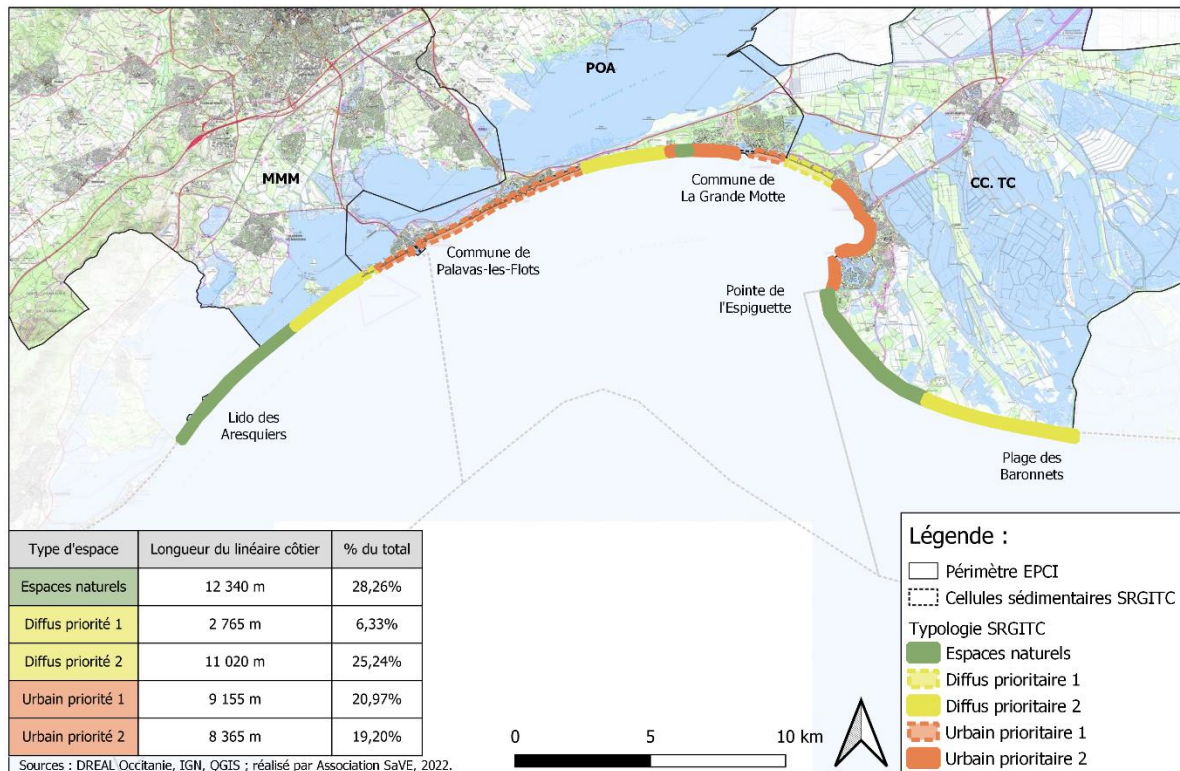 POA
MMM
CC. TC
Commune de
La Grande Motte
Commune de
Palavas-les-Flots
Pointe de
l'Espiguette
Lido des
Aresquiers
Plage des
Baronnets
Type d'espace Longueur du linéaire côtier % du total
Espaces naturels 12 340 m 28,26%
Diffus priorité 1 2 765 m 6,33%
Diffus priorité 2 11 020 m 25,24%
Urbain priorité 1 9 155 m 20,97%
Urbain priorité 2 8 365 m 19,20%
Sources : DREAL Occitanie, IGN, QGIS ; réalisé par Association SaVE, 2022.
0 5 10 km
Légende :
Périmètre EPCI
Cellules sédimentaires SRGITC
Typologie SRGITC
Espaces naturels
Diffus prioritaire 1
Diffus prioritaire 2
Urbain prioritaire 1
Urbain prioritaire 2